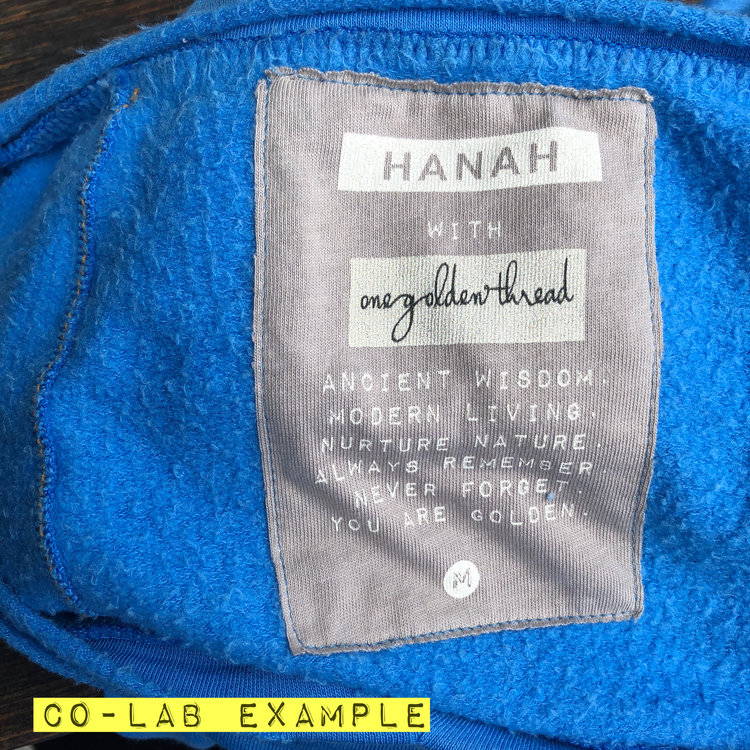 HANAH
WITH
onegoldenthread
ANCIENT WISDOM.
MODERN LIVING.
NURTURE NATURE.
ALWAYS REMEMBER.
NEVER FORGET.
YOU ARE GOLDEN.
M
CO-LAB EXAMPLE